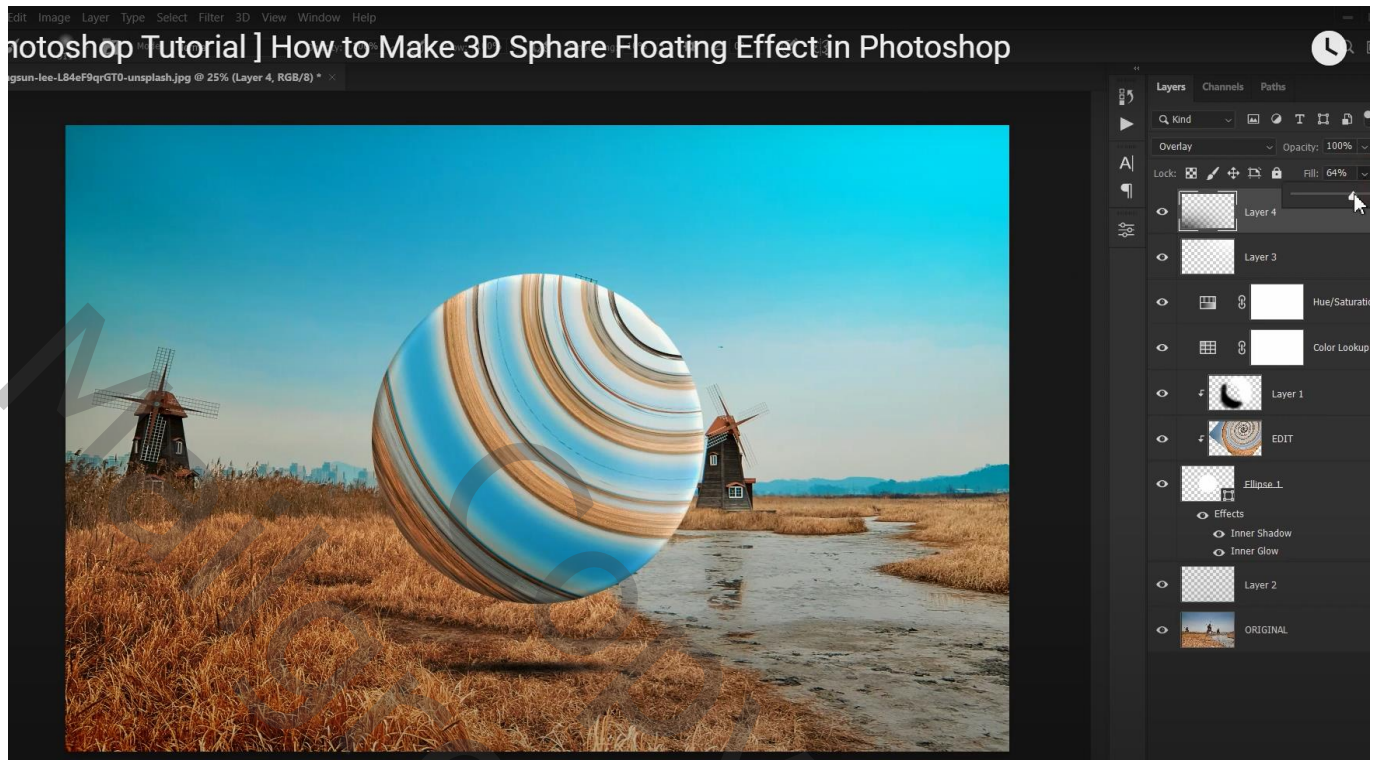 Edit Image Layer Type Select Filter 3D View Window Help
hotoshop Tutorial ] How to Make 3D Sphare Floating Effect in Photoshop
gsun-lee-L84eF9qrGT0-unsplash.jpg @ 25% (Layer 4, RGB/8) *
Layers Channels Paths
Kind
Overlay Opacity: 100%
Lock: Fill: 64%
Layer 4
Layer 3
Hue/Saturatio
Color Lookup
Layer 1
EDIT
Ellipse 1
Effects
Inner Shadow
Inner Glow
Layer 2
ORIGINAL